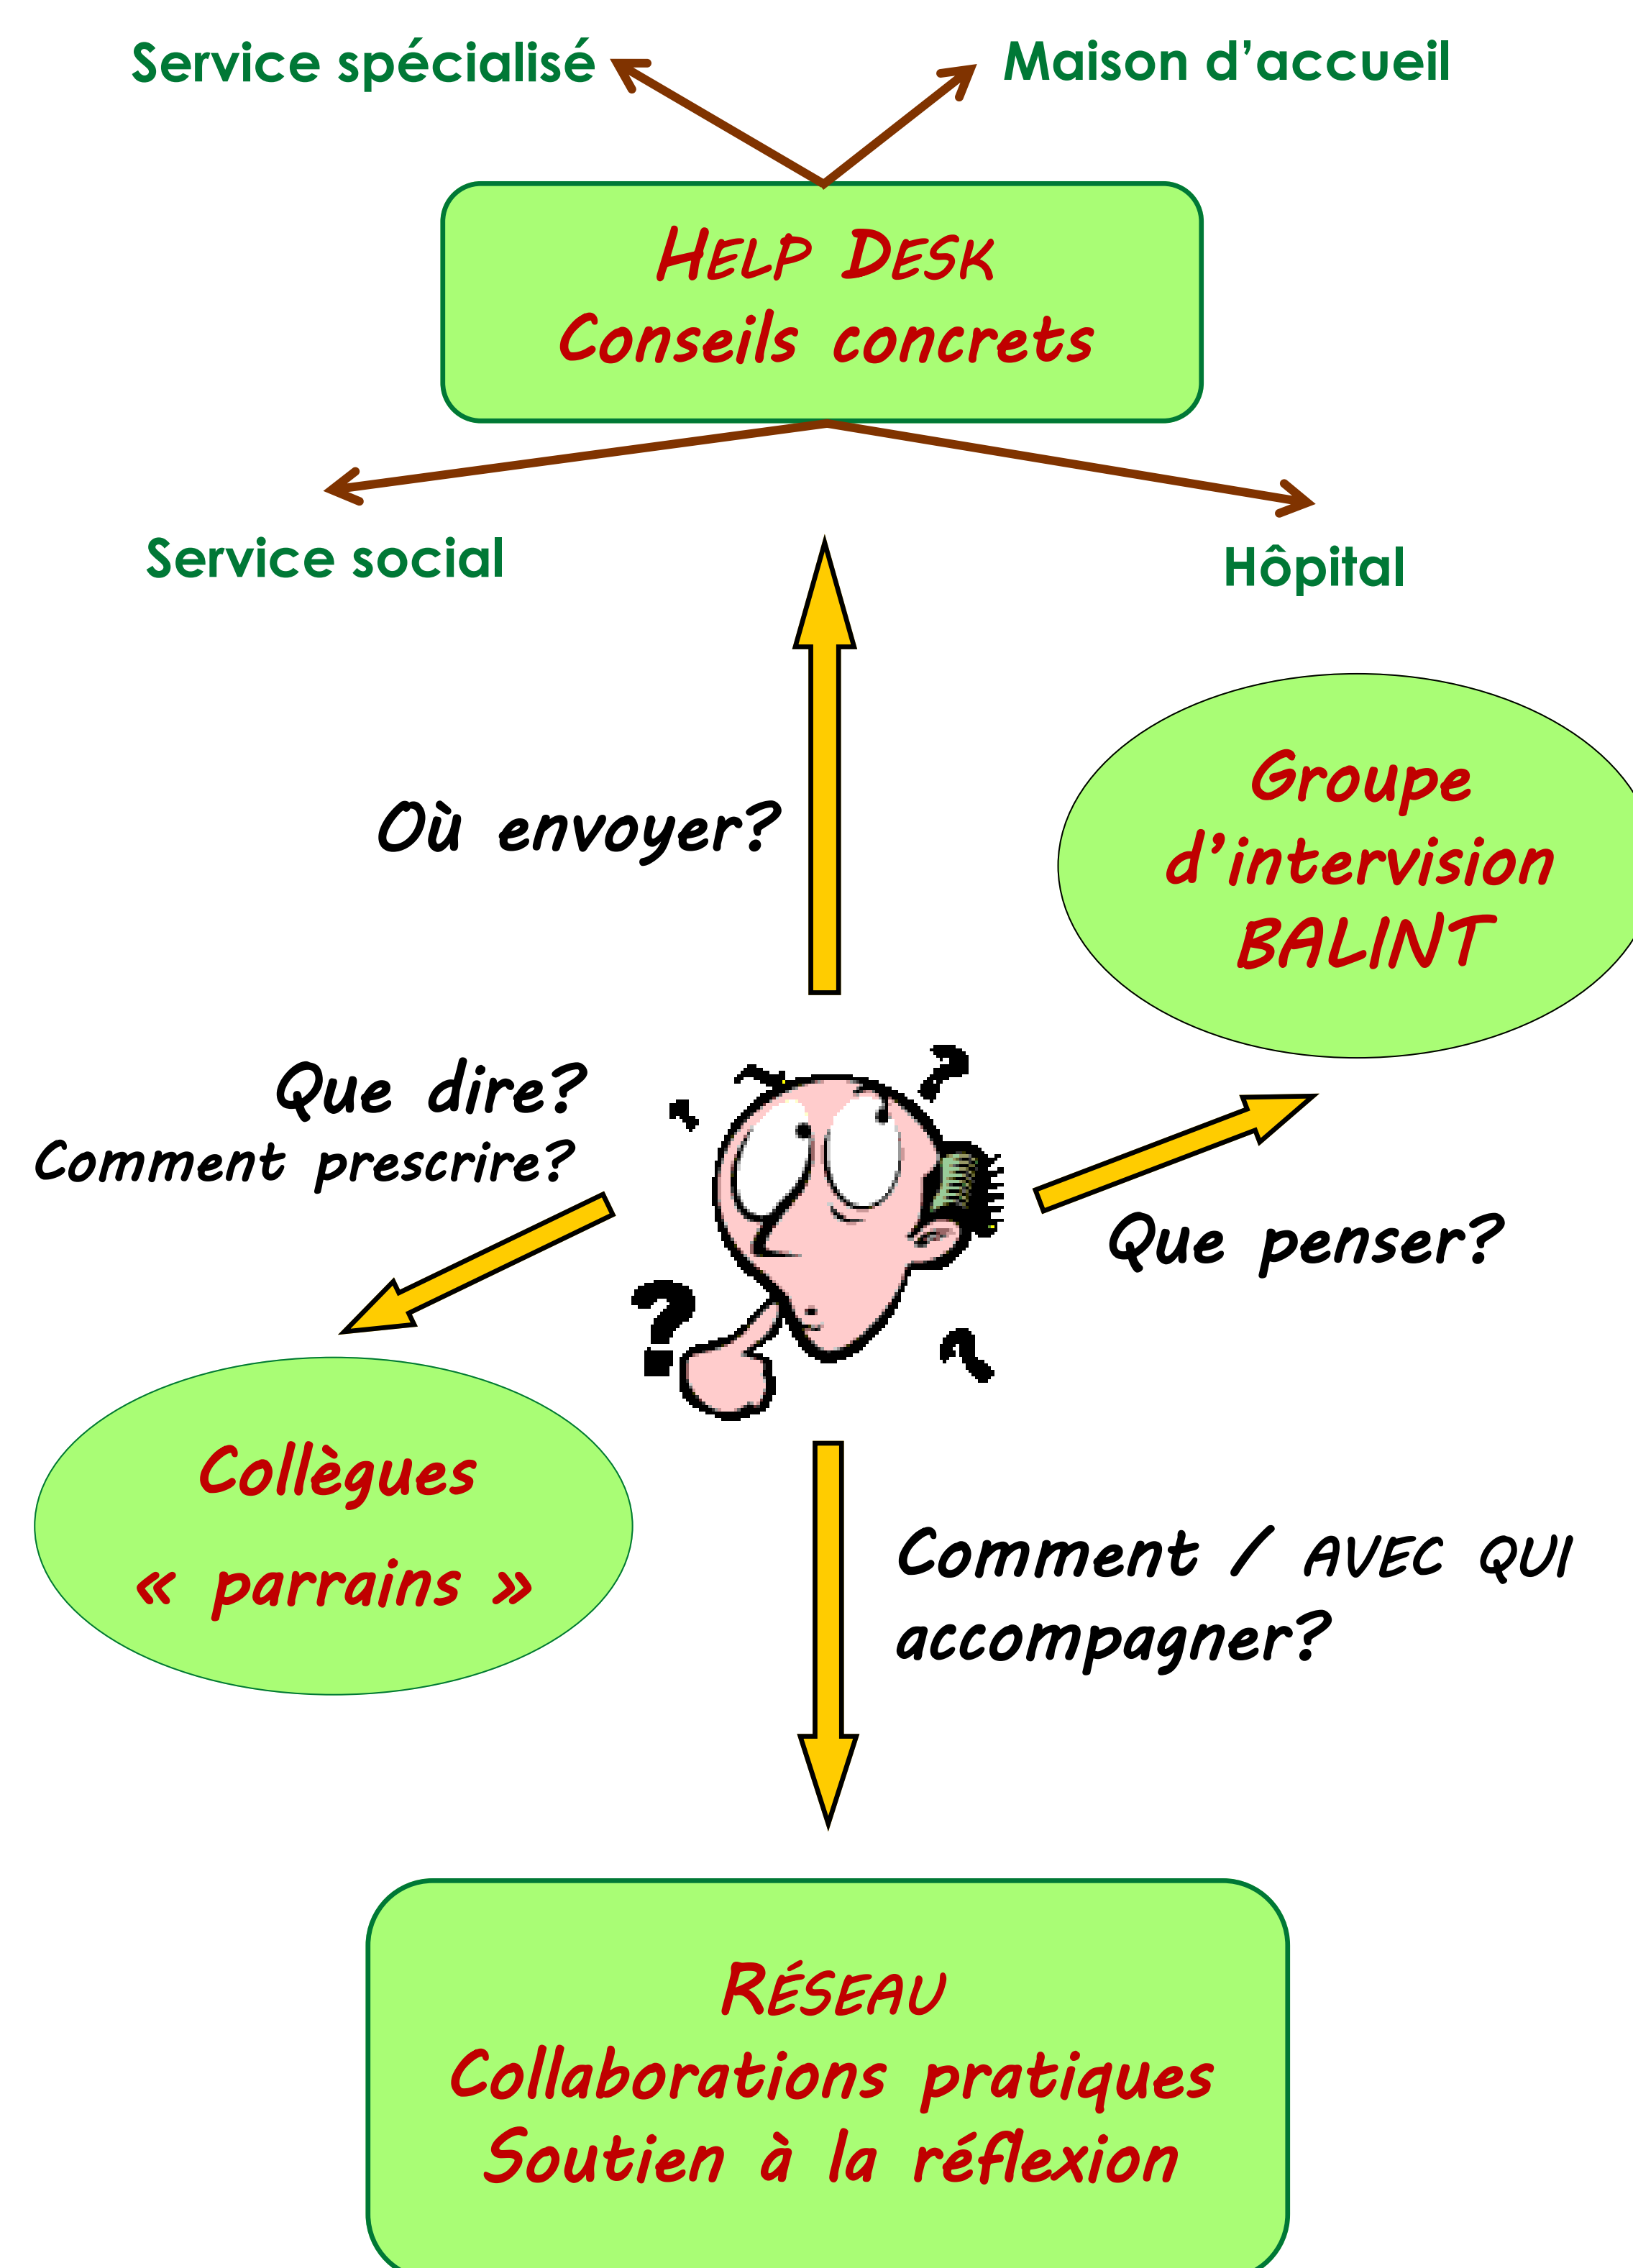 Service spécialisé
Maison d’accueil
HELP DESK
Conseils concrets
Service social
Hôpital
Où envoyer?
Groupe
d’intervision
BALINT
Que dire?
Comment prescrire?
Que penser?
?
Collègues
« parrains »
Comment / AVEC QUI
accompagner?
RÉSEAU
Collaborations pratiques
Soutien à la réflexion